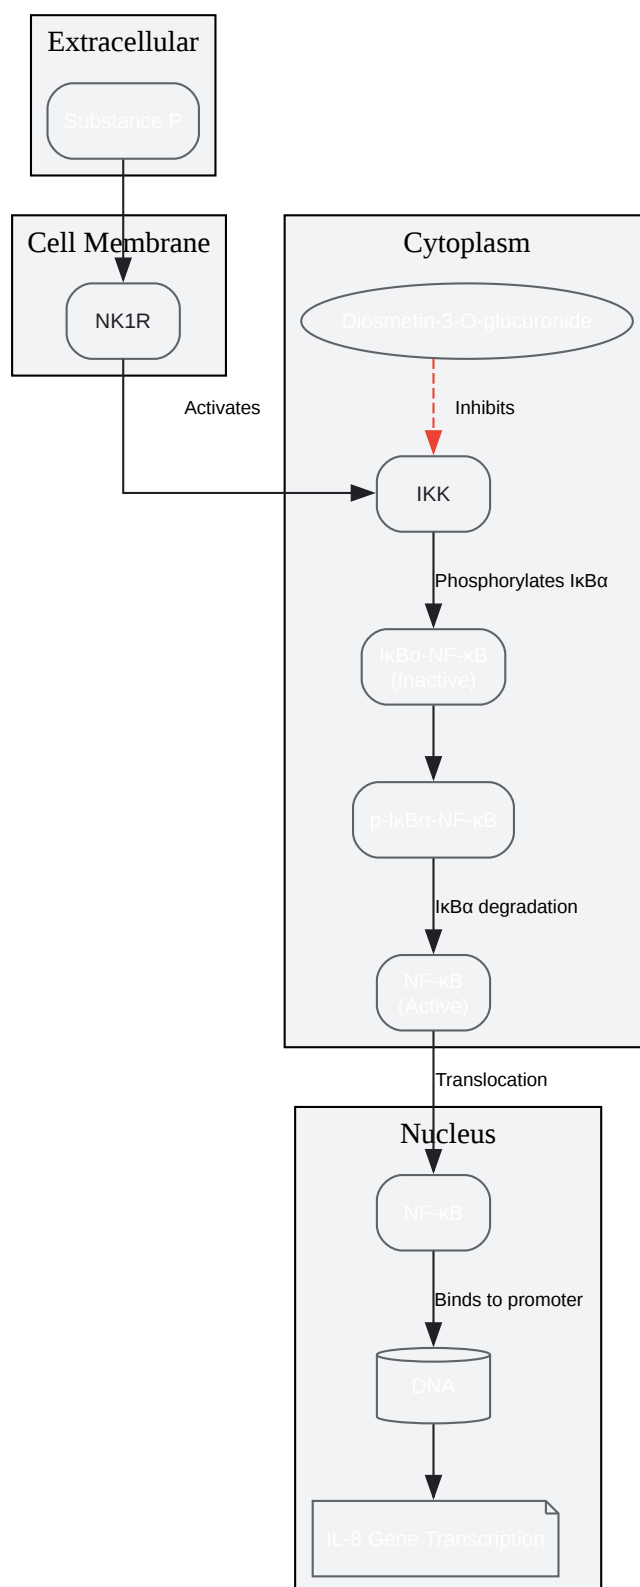 Extracellular
Substance P
Cell Membrane
NK1R
Cytoplasm
Diosmetin-3-O-glucuronide
Activates
Inhibits
IKK
Phosphorylates IκBα
IκBα-NF-κB
(Inactive)
p-IκBα-NF-κB
IκBα degradation
NF-κB
(Active)
Translocation
Nucleus
NF-κB
Binds to promoter
DNA
IL-8 Gene Transcription